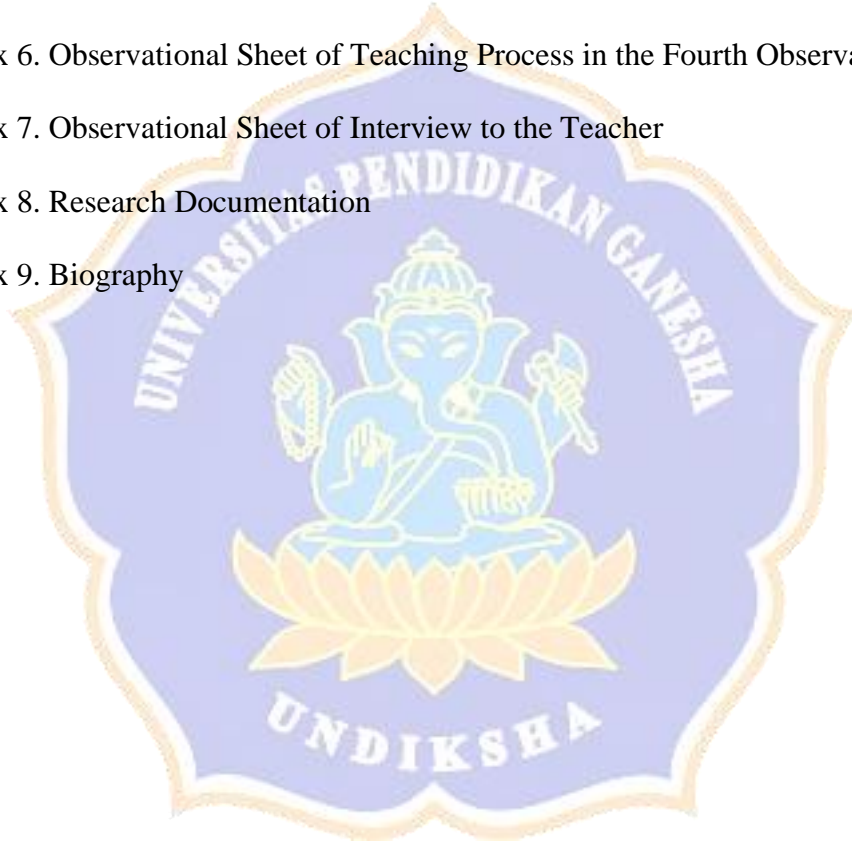 x 6. Observational Sheet of Teaching Process in the Fourth Observa
x 7. Observational Sheet of Interview to the Teacher
x 8. Research Documentation
x 9. Biography
UNIVERSITAS PENDIDIKAN GANESHA
UNDIKSHA